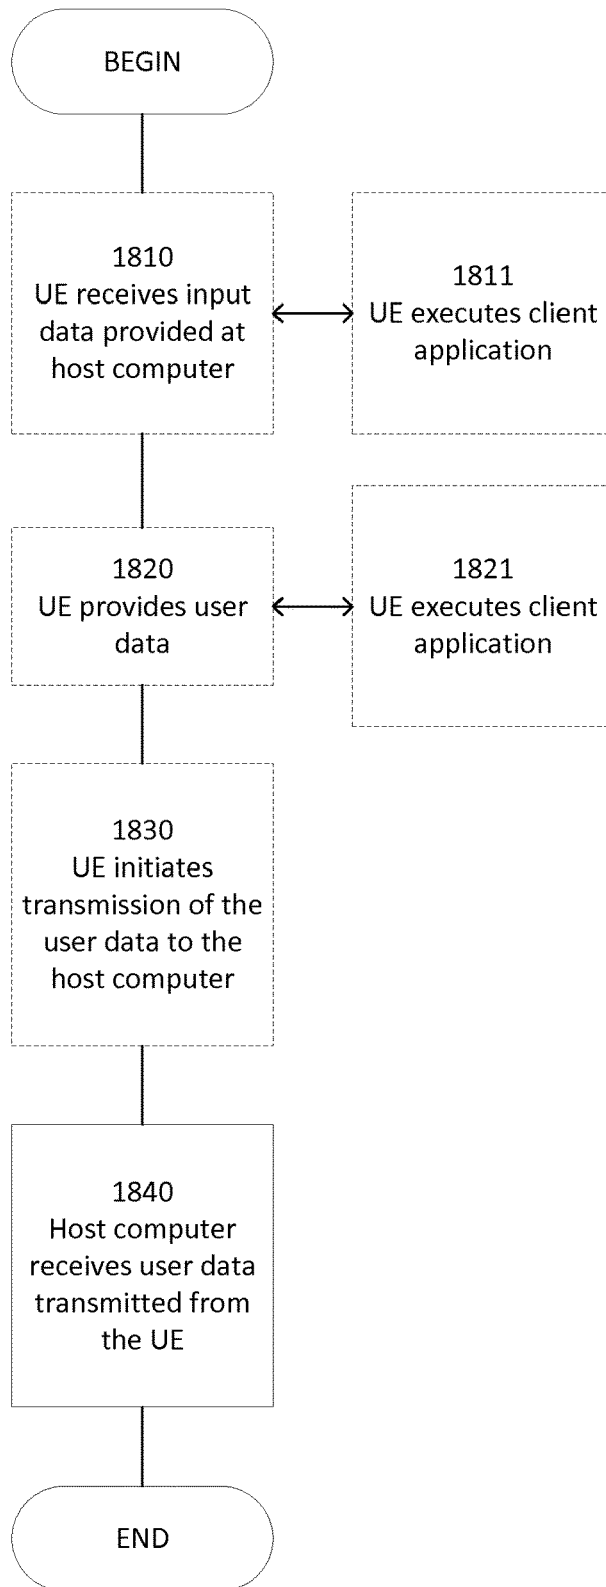 BEGIN
1810
UE receives input
data provided at
host computer
1811
UE executes client
application
1820
UE provides user
data
1821
UE executes client
application
1830
UE initiates
transmission of the
user data to the
host computer
1840
Host computer
receives user data
transmitted from
the UE
END